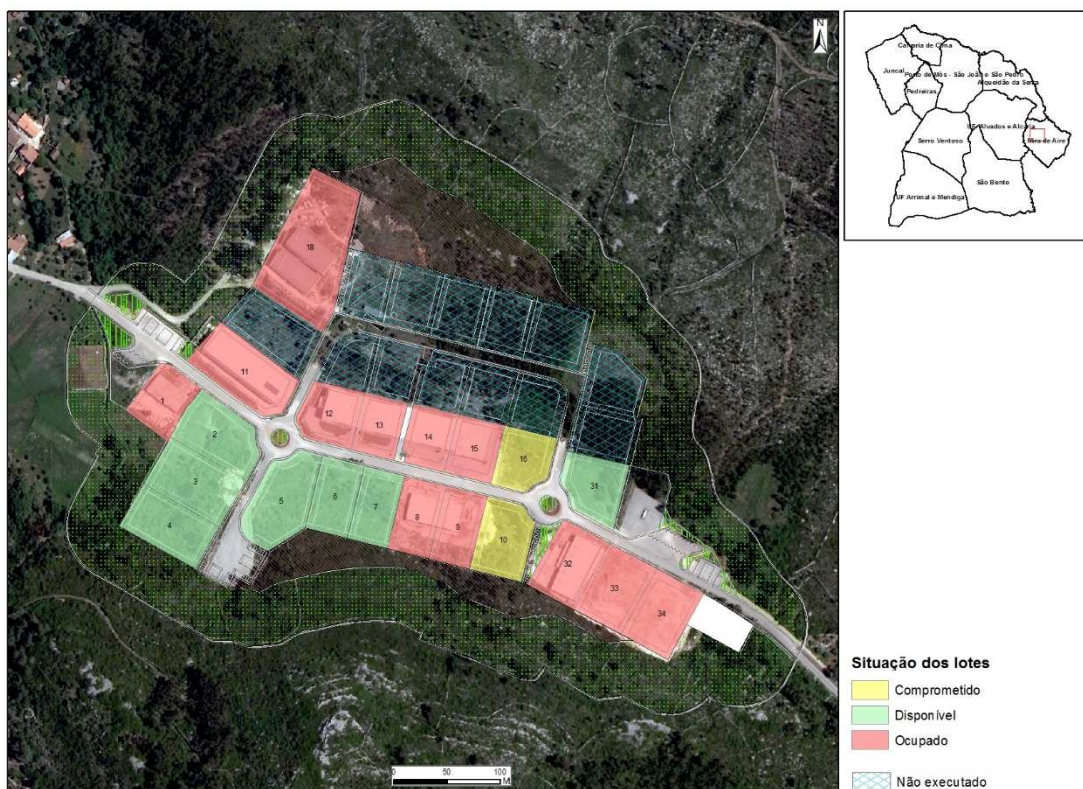 N
Calvaria de Cima
Juncal
Porto de Mós - São João e São Pedro
Alqueidão da Serra
Pedreiras
UF Alvados e Alcaria
Mira de Aire
Serro Ventoso
São Bento
UF Arrimal e Mendiga
18
11
1
2
12
13
14
15
16
3
31
5
6
7
4
8
9
10
32
33
34
Situação dos lotes
Comprometido
Disponível
Ocupado
Não executado
0 50 100